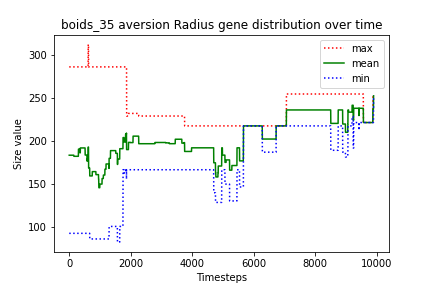 boids_35 aversion Radius gene distribution over time
max
mean
min
Size value
300
250
200
150
100
0
2000
4000
6000
8000
10000
Timesteps